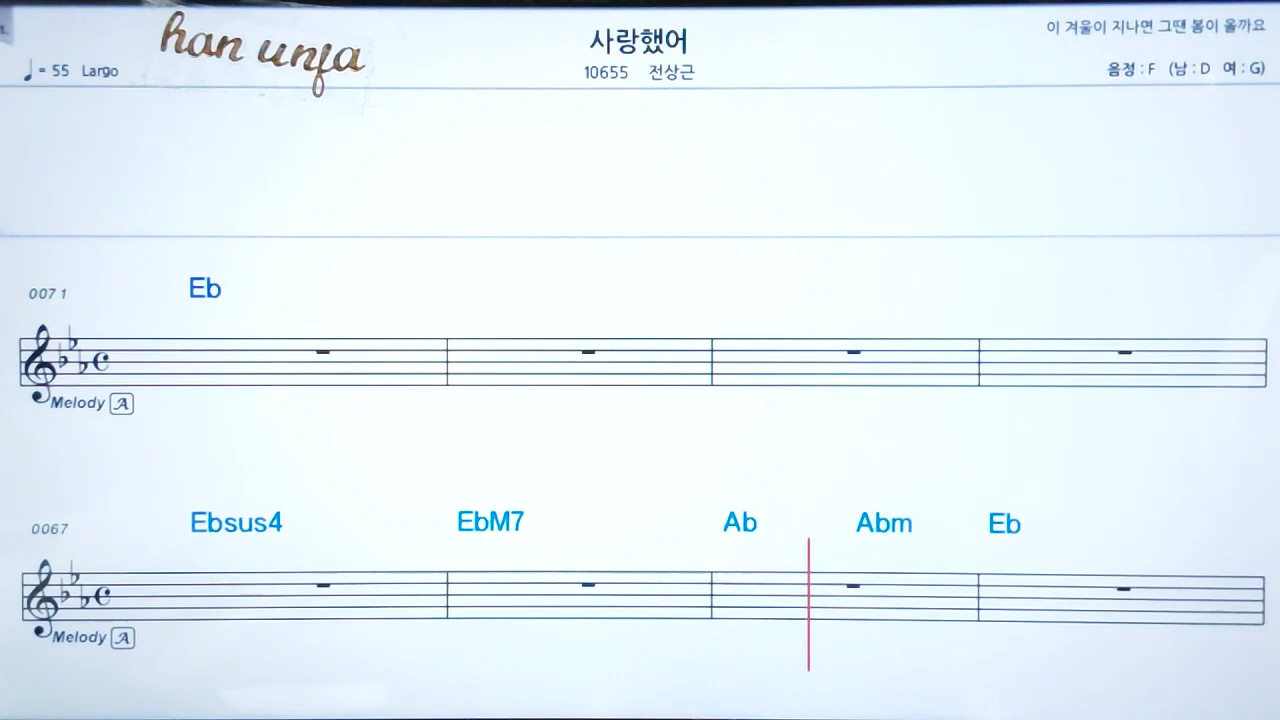 han unja
사랑했어
이 겨울이 지나면 그땐 봄이 올까요
♩= 55 Largo
10655 전상근
음정 : F (남 : D 여 : G)
0071
Eb
Melody A
0067
Ebsus4 EbM7 Ab Abm Eb
Melody A